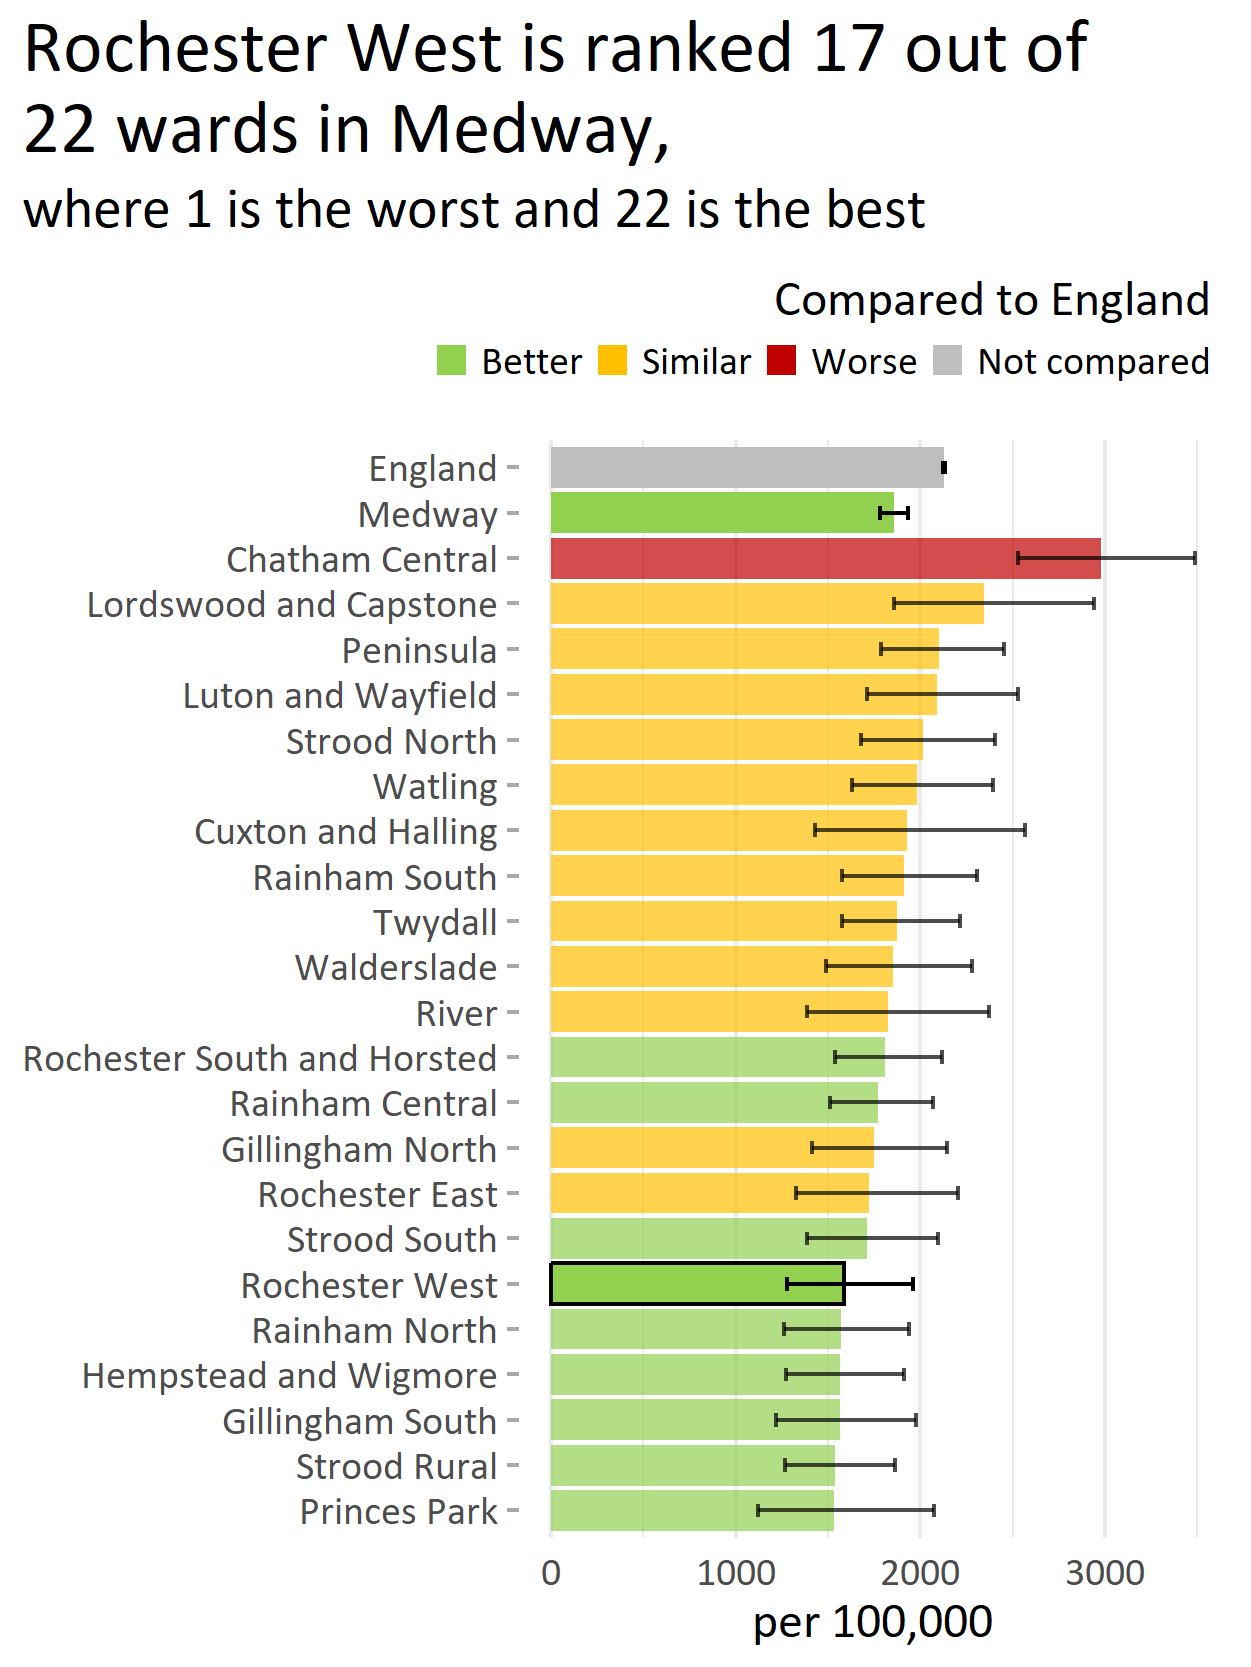 Rochester West is ranked 17 out of
22 wards in Medway,
where 1 is the worst and 22 is the best
Compared to England
Better Similar Worse Not compared
England
Medway
Chatham Central
Lordswood and Capstone
Peninsula
Luton and Wayfield
Strood North
Watling
Cuxton and Halling
Rainham South
Twydall
Walderslade
River
Rochester South and Horsted
Rainham Central
Gillingham North
Rochester East
Strood South
Rochester West
Rainham North
Hempstead and Wigmore
Gillingham South
Strood Rural
Princes Park
0 1000 2000 3000
per 100,000